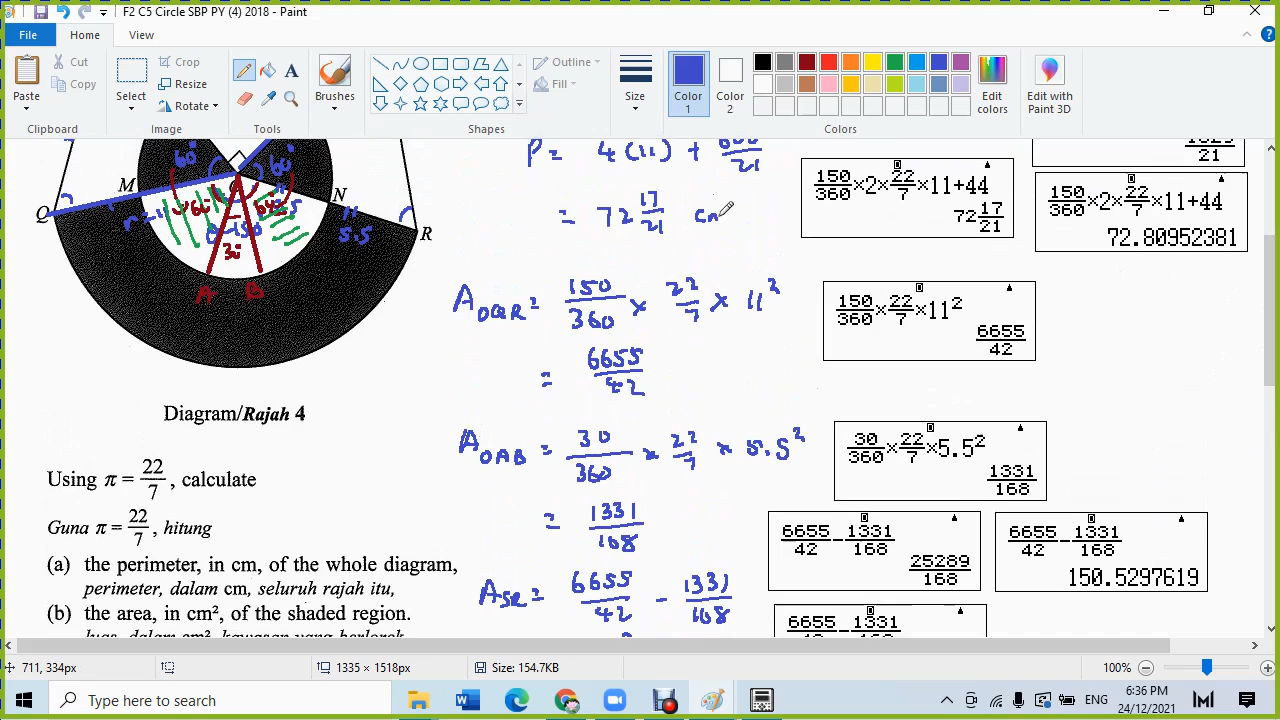 F2 C5 Circle SBP PY (4) 2018 - Paint
File Home View
Paste
Cut
Copy
Clipboard
Select
Crop
Resize
Rotate
Image
Tools
Brushes
Shapes
Outline
Fill
Size
Color 1
Color 2
Edit colors
Edit with Paint 3D
Colors
60°
M
N
Q
R
11
5.5
30
A B
Diagram/Rajah 4
Using π = 22/7, calculate
Guna π = 22/7, hitung
(a) the perimeter, in cm, of the whole diagram,
perimeter, dalam cm, seluruh rajah itu,
(b) the area, in cm², of the shaded region.
P = 4(11) +
= 72 17/21 cm
A OQR = 150/360 × 22/7 × 11²
= 6655/42
A OAB = 30/360 × 22/7 × 5.5²
= 1331/168
A SR = 6655/42 - 1331/168
21
150/360×2×22/7×11+44
72 17/21
150/360×2×22/7×11+44
72.80952381
150/360×22/7×11²
6655/42
30/360×22/7×5.5²
1331/168
6655/42-1331/168
25289/168
6655/42-1331/168
150.5297619
6655/42-1331/168
711, 334px
1335 × 1518px
Size: 154.7KB
100%
Type here to search
ENG
6:36 PM
24/12/2021